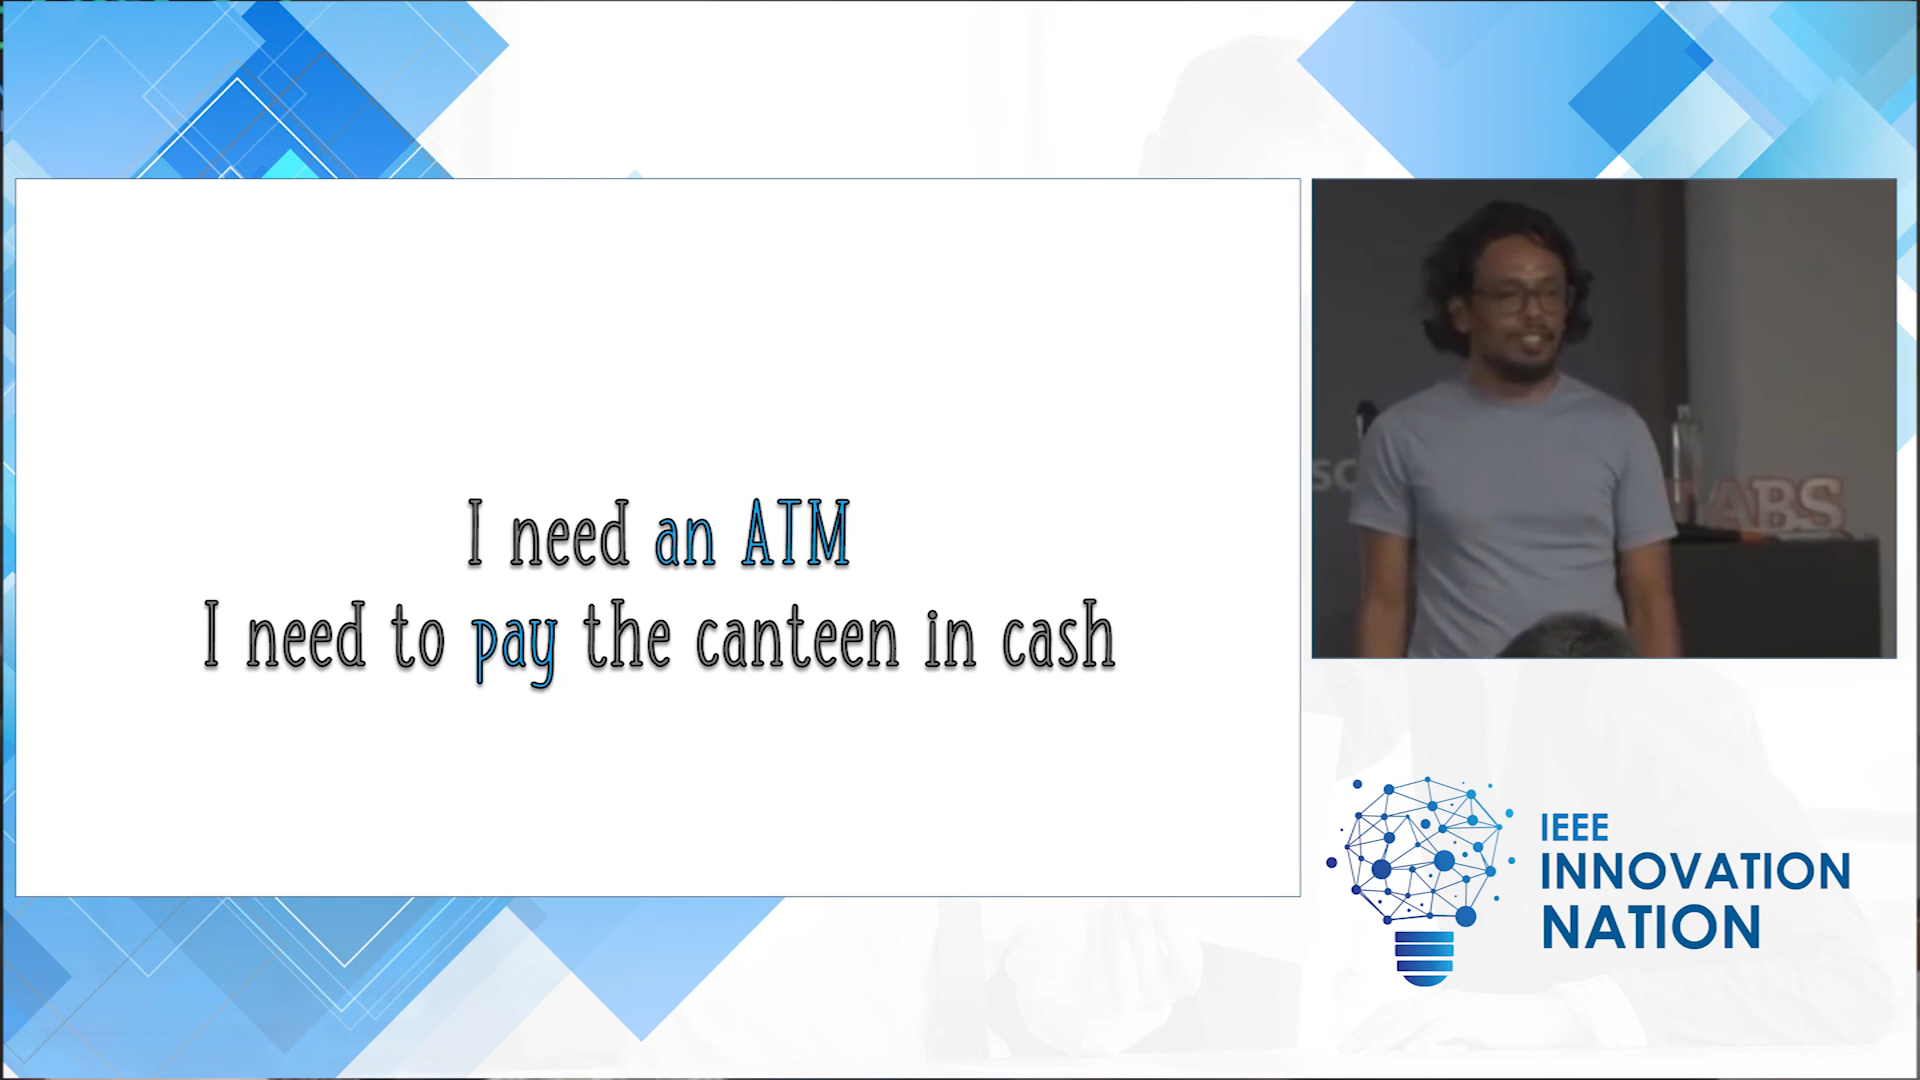 I need an ATM
I need to pay the canteen in cash
ABS
IEEE
INNOVATION
NATION